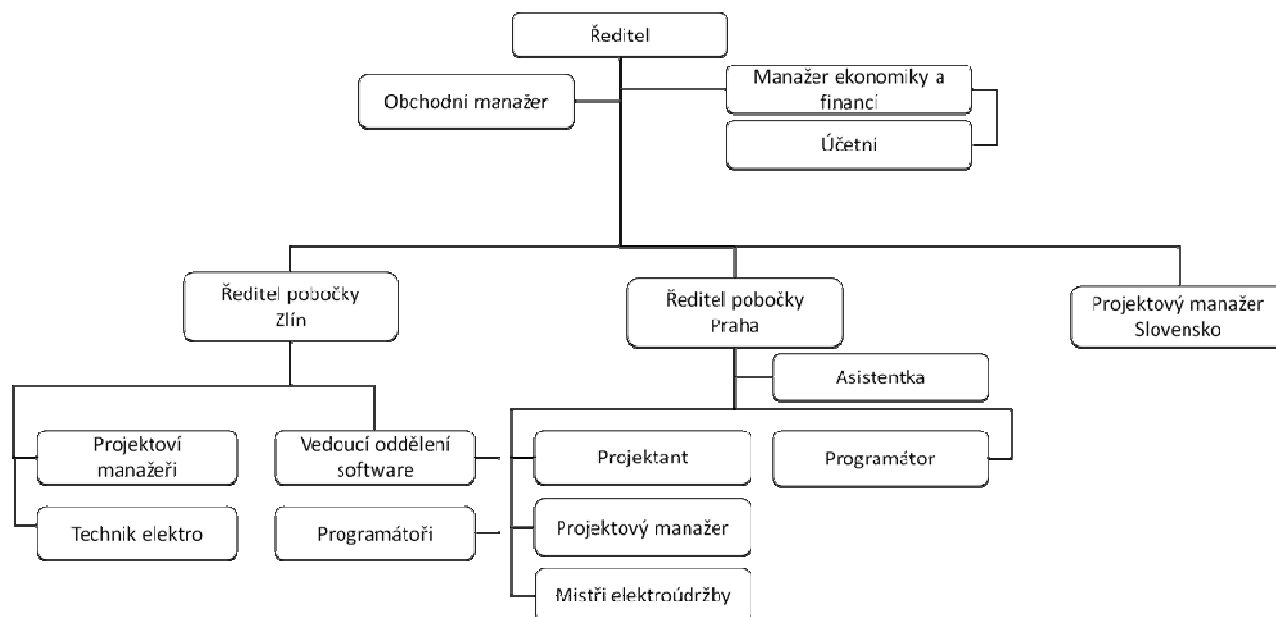 Ředitel
Obchodní manažer
Manažer ekonomiky a
financí
Účetní
Ředitel pobočky
Zlín
Ředitel pobočky
Praha
Projektový manažer
Slovensko
Asistentka
Projektoví
manažeři
Vedoucí oddělení
software
Projektant
Programátor
Technik elektro
Programátoři
Projektový manažer
Mistři elektroúdržby